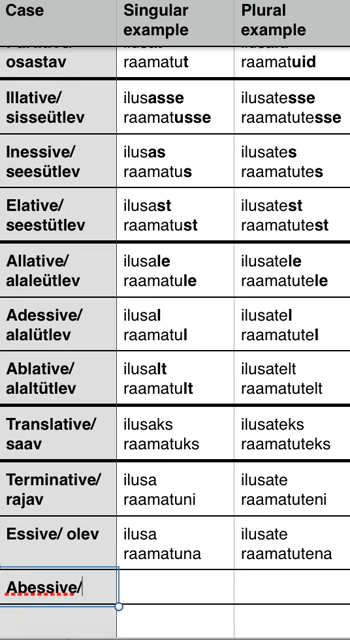 Case Singular example Plural example
osastav raamatut raamatuid
Illative/ ilusasse ilusatesse
sisseütlev raamatusse raamatutesse
Inessive/ ilusas ilusates
seesütlev raamatus raamatutes
Elative/ ilusast ilusatest
seestütlev raamatust raamatutest
Allative/ ilusale ilusatele
alaleütlev raamatule raamatutele
Adessive/ ilusal ilusatel
alalütlev raamatul raamatutel
Ablative/ ilusalt ilusatelt
alaltütlev raamatult raamatutelt
Translative/ ilusaks ilusateks
saav raamatuks raamatuteks
Terminative/ ilusa ilusate
rajav raamatuni raamatuteni
Essive/ olev ilusa ilusate
raamatuna raamatutena
Abessive/